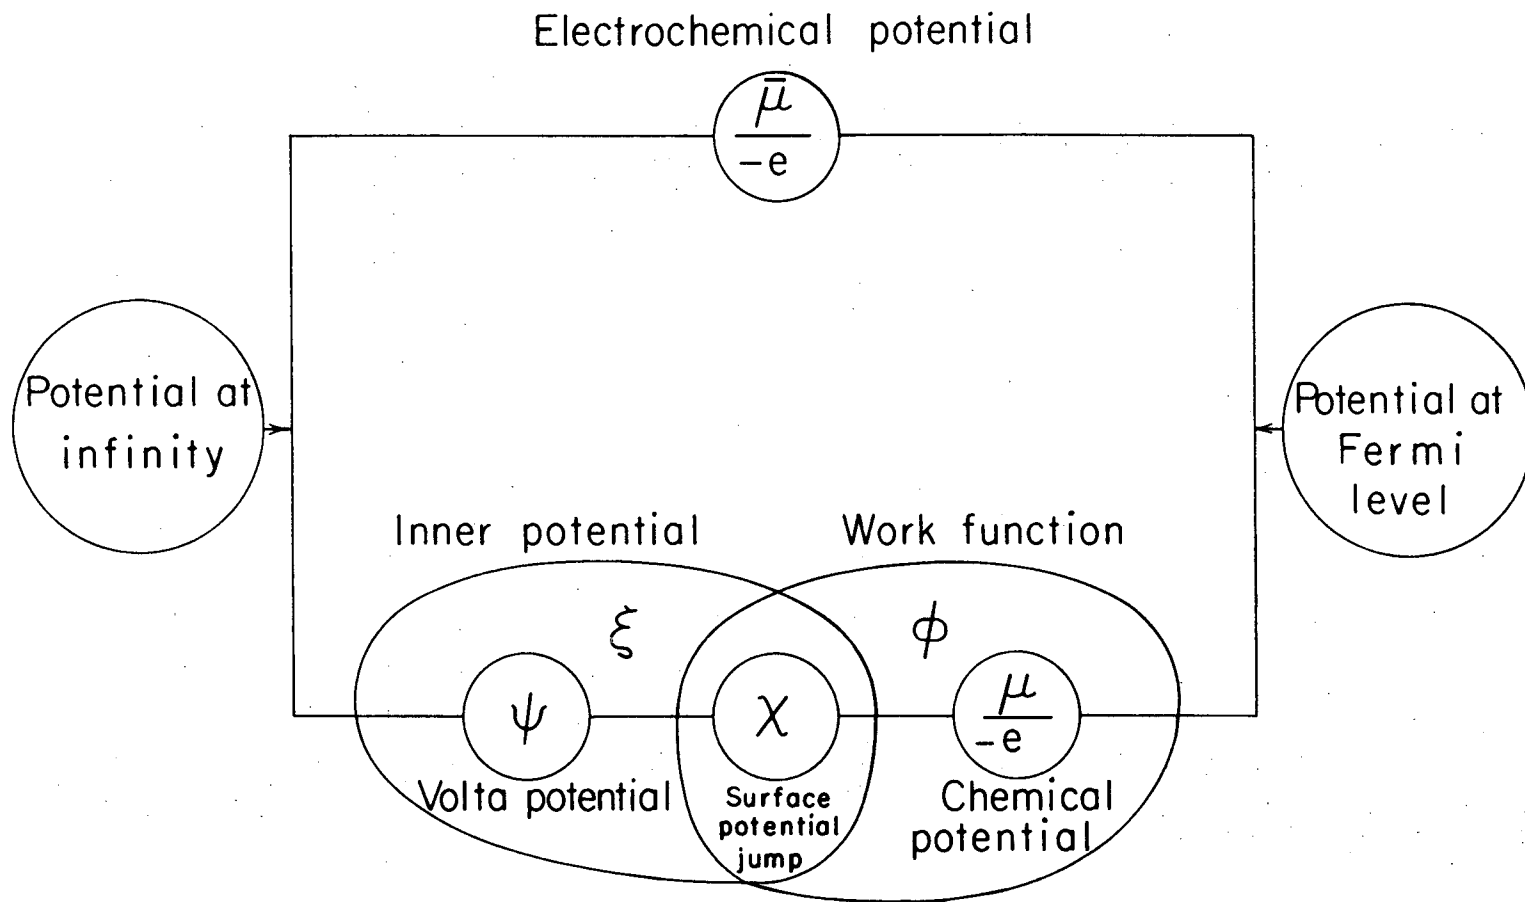 Electrochemical potential
μ̄
-e
Potential at
infinity
Potential at
Fermi
level
Inner potential
Work function
ξ
ϕ
ψ
χ
μ
-e
Volta potential
Surface
potential
jump
Chemical
potential